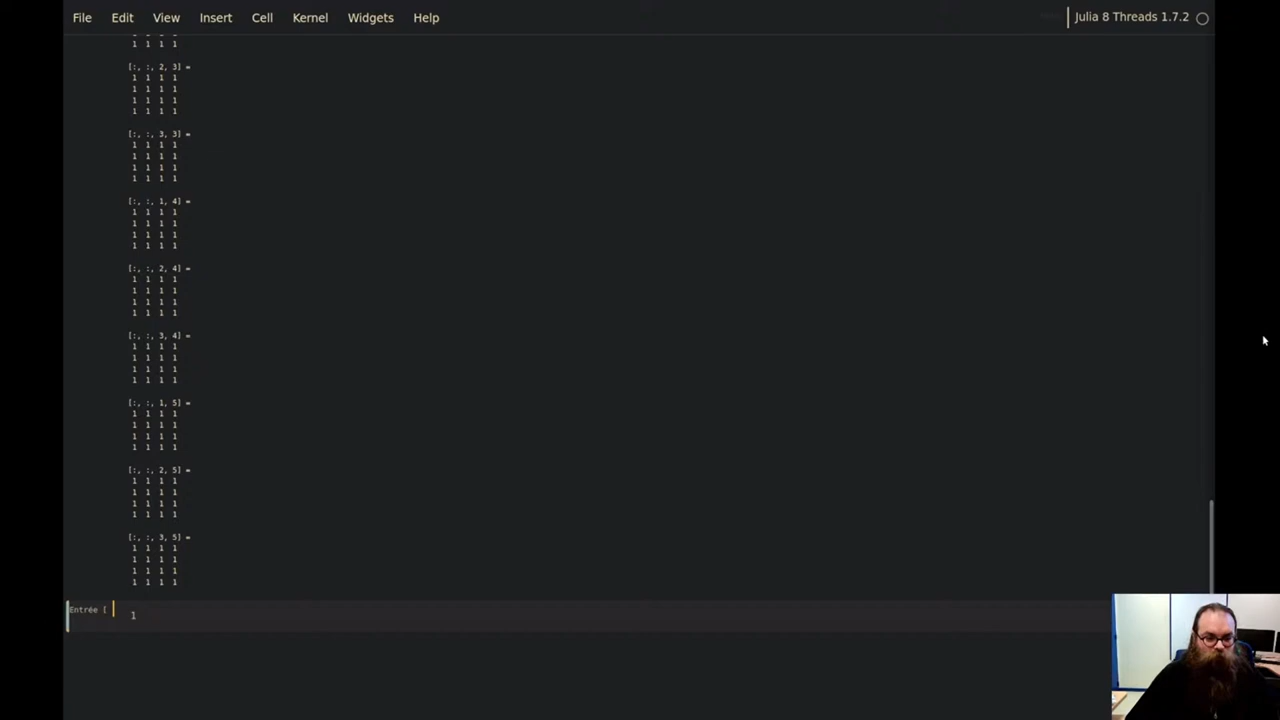 File Edit View Insert Cell Kernel Widgets Help
Julia 8 Threads 1.7.2
1 1 1 1
[:, :, 2, 3] =
1 1 1 1
1 1 1 1
1 1 1 1
1 1 1 1
[:, :, 3, 3] =
1 1 1 1
1 1 1 1
1 1 1 1
1 1 1 1
[:, :, 1, 4] =
1 1 1 1
1 1 1 1
1 1 1 1
1 1 1 1
[:, :, 2, 4] =
1 1 1 1
1 1 1 1
1 1 1 1
1 1 1 1
[:, :, 3, 4] =
1 1 1 1
1 1 1 1
1 1 1 1
1 1 1 1
[:, :, 1, 5] =
1 1 1 1
1 1 1 1
1 1 1 1
1 1 1 1
[:, :, 2, 5] =
1 1 1 1
1 1 1 1
1 1 1 1
1 1 1 1
[:, :, 3, 5] =
1 1 1 1
1 1 1 1
1 1 1 1
1 1 1 1
Entrée [
1